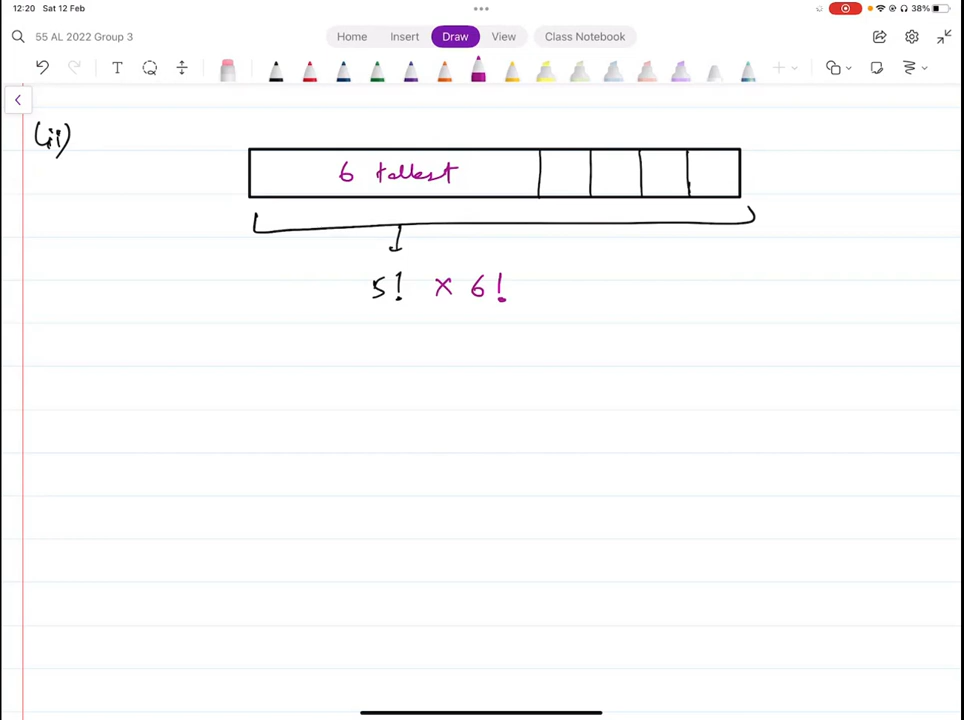 12:20 Sat 12 Feb 38%
55 AL 2022 Group 3 Home Insert Draw View Class Notebook
T
(ii)
6 tallest
5! × 6!